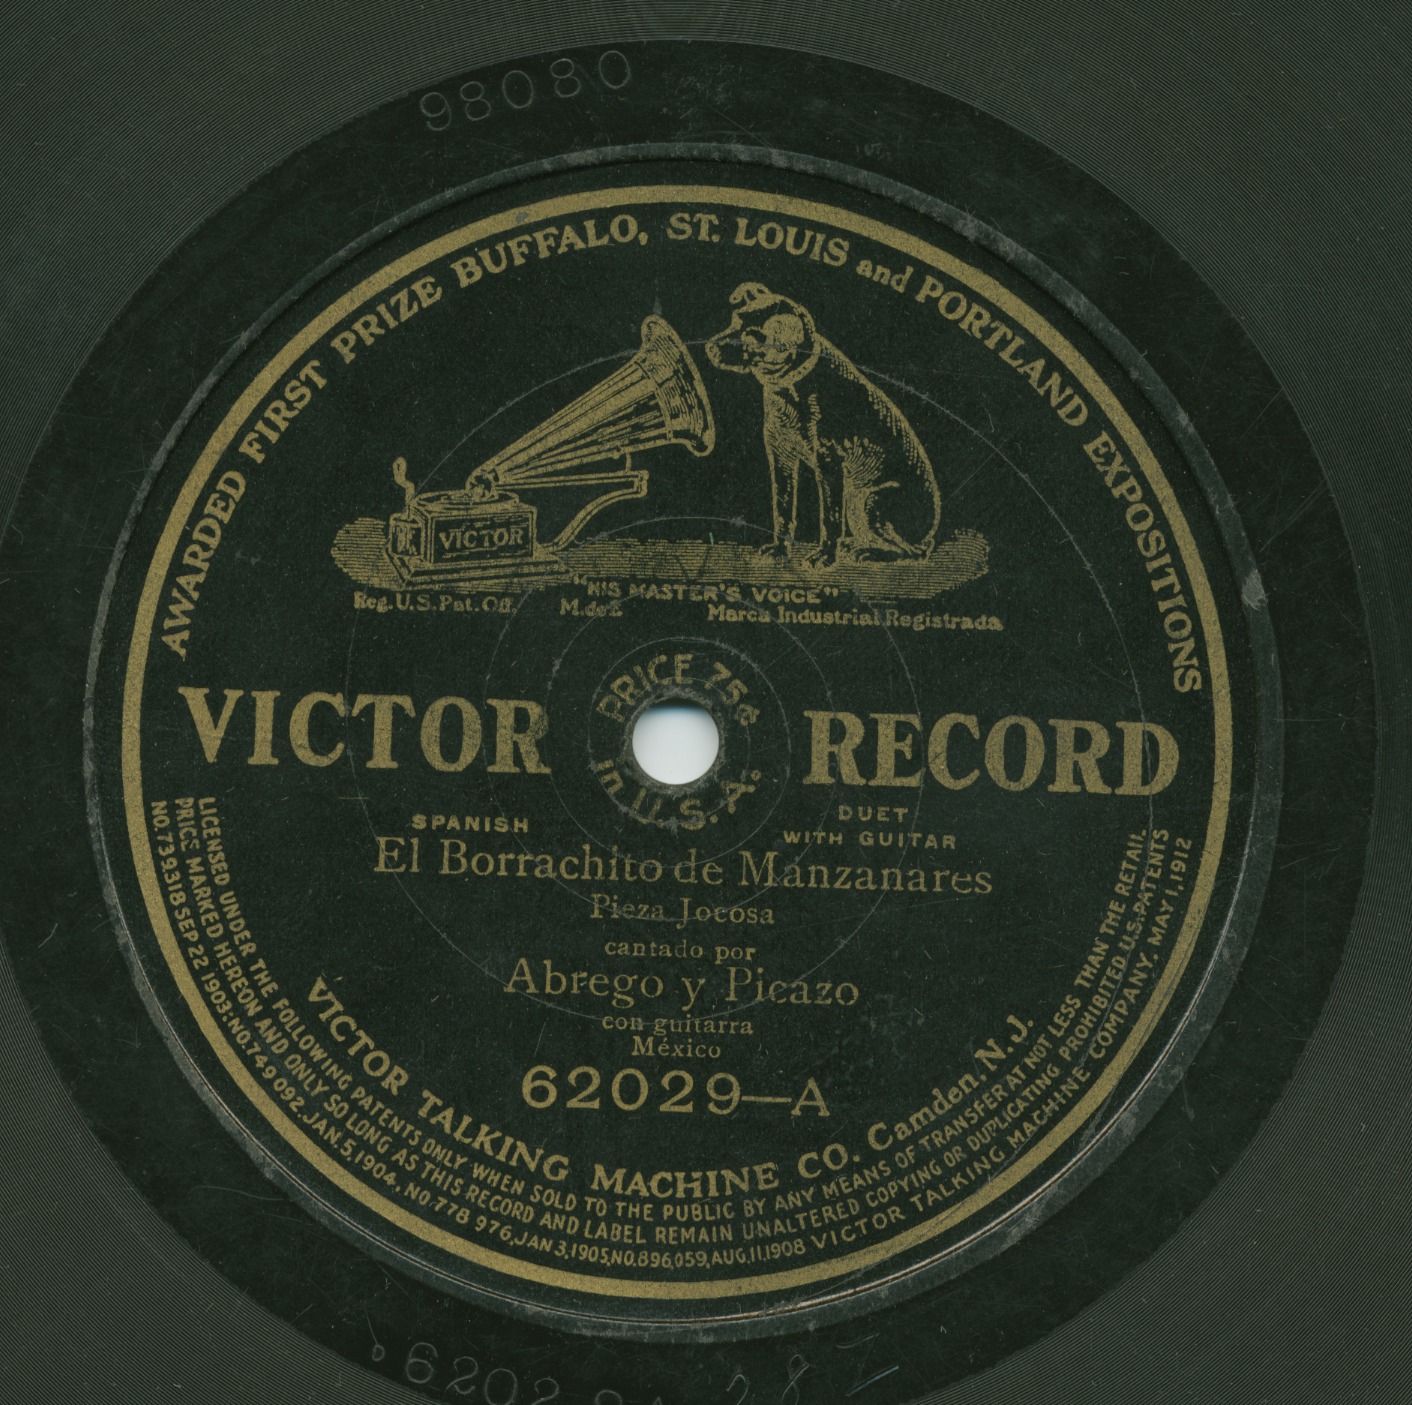 98080
AWARDED FIRST PRIZE BUFFALO, ST. LOUIS and PORTLAND EXPOSITIONS
VICTOR
"HIS MASTER'S VOICE"
Reg. U.S. Pat. Off. M. de F. Marca Industrial Registrada
PRICE 75¢
in U.S.A.
VICTOR RECORD
SPANISH
DUET
WITH GUITAR
El Borrachito de Manzanares
Pieza Jocosa
cantado por
Abrego y Picazo
con guitarra
México
62029—A
VICTOR TALKING MACHINE CO. Camden, N.J.
LICENSED UNDER THE FOLLOWING PATENTS ONLY WHEN SOLD TO THE PUBLIC BY ANY MEANS OF TRANSFER AT NOT LESS THAN THE RETAIL
PRICE MARKED HEREON AND ONLY SO LONG AS THIS RECORD AND LABEL REMAIN UNALTERED COPYING OR DUPLICATING PROHIBITED U.S. PATENTS
NO. 739318 SEP 22 1903; NO. 749092. JAN. 5, 1904, NO. 778 976, JAN 3, 1905, NO. 896,059, AUG. 11, 1908 VICTOR TALKING MACHINE COMPANY. MAY 1, 1912
62029A